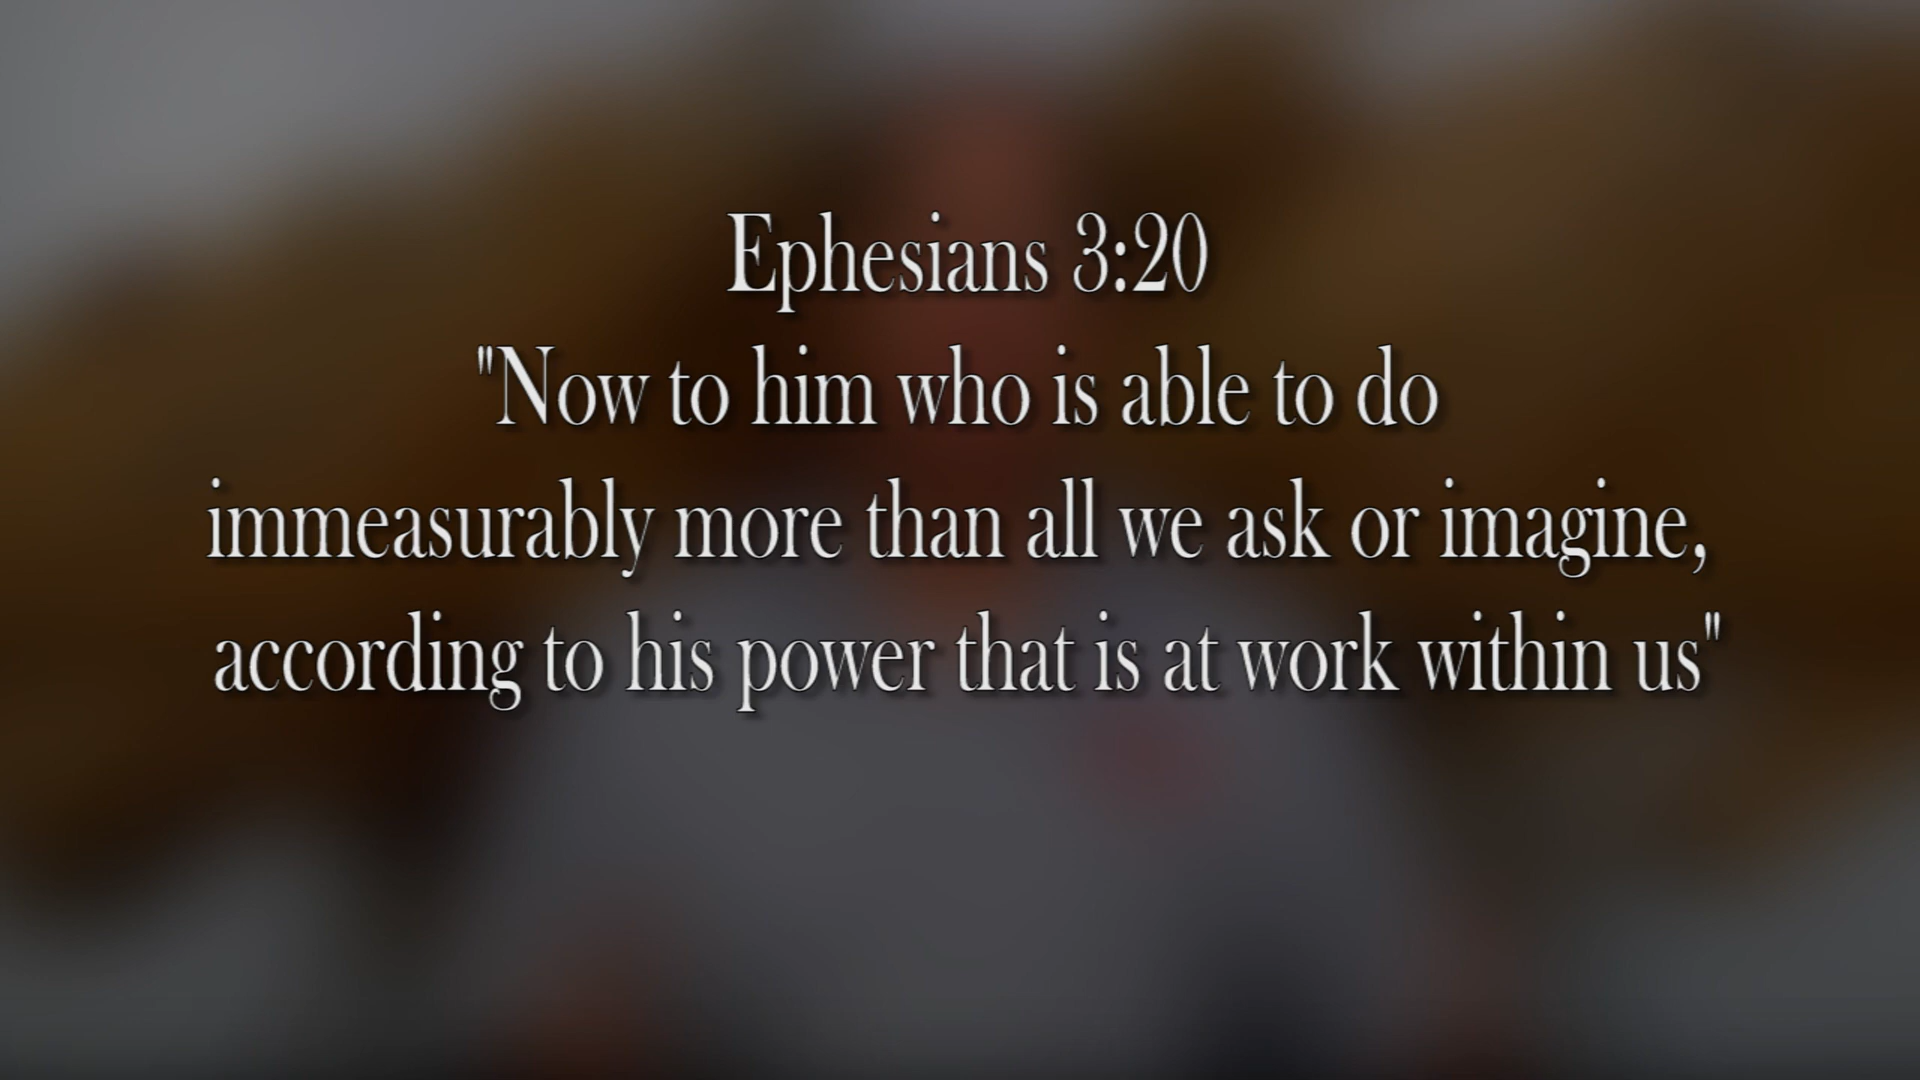 Ephesians 3:20
"Now to him who is able to do
immeasurably more than all we ask or imagine,
according to his power that is at work within us"